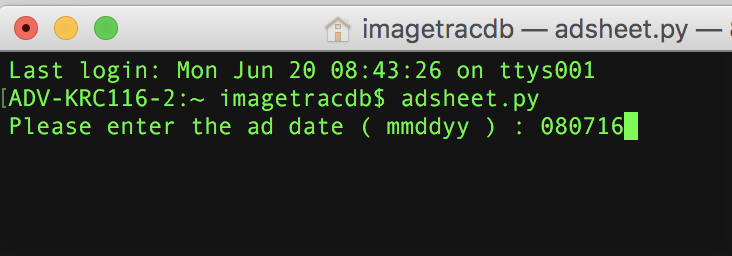 imagetracdb — adsheet.py —
Last login: Mon Jun 20 08:43:26 on ttys001
[ADV-KRC116-2:~ imagetracdb$ adsheet.py
Please enter the ad date ( mmddyy ) : 080716